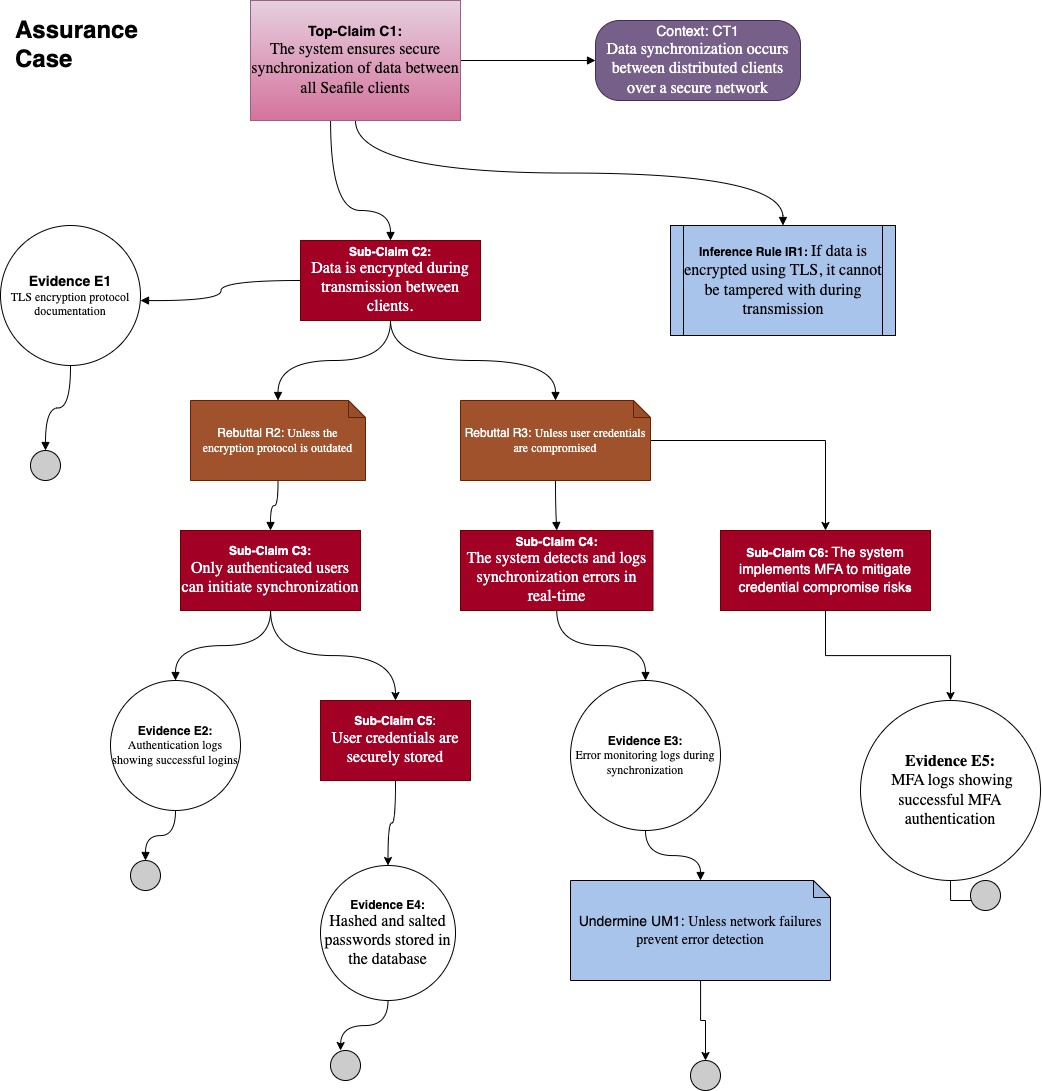 Assurance
Case
Top-Claim C1:
The system ensures secure
synchronization of data between
all Seafile clients
Context: CT1
Data synchronization occurs
between distributed clients
over a secure network
Evidence E1
TLS encryption protocol
documentation
Sub-Claim C2:
Data is encrypted during
transmission between
clients.
Inference Rule IR1: If data is
encrypted using TLS, it cannot
be tampered with during
transmission
Rebuttal R2: Unless the
encryption protocol is outdated
Rebuttal R3: Unless user credentials
are compromised
Sub-Claim C3:
Only authenticated users
can initiate synchronization
Sub-Claim C4:
The system detects and logs
synchronization errors in
real-time
Sub-Claim C6: The system
implements MFA to mitigate
credential compromise risks
Evidence E2:
Authentication logs
showing successful logins
Sub-Claim C5:
User credentials are
securely stored
Evidence E3:
Error monitoring logs during
synchronization
Evidence E5:
MFA logs showing
successful MFA
authentication
Evidence E4:
Hashed and salted
passwords stored in
the database
Undermine UM1: Unless network failures
prevent error detection